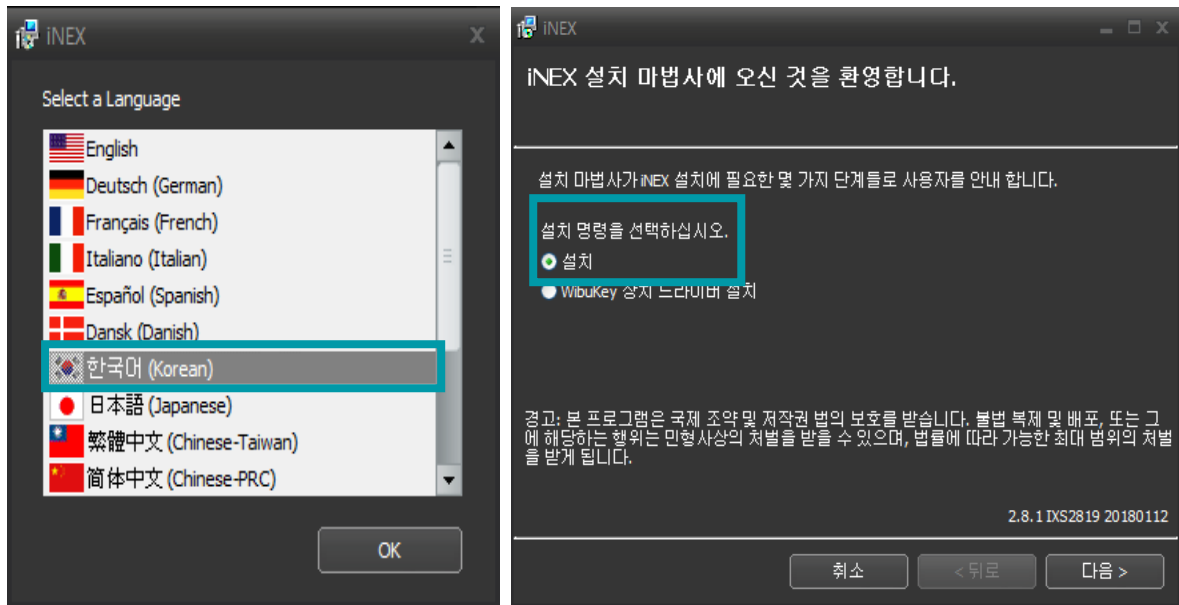 iNEX
Select a Language
English
Deutsch (German)
Français (French)
Italiano (Italian)
Español (Spanish)
Dansk (Danish)
한국어 (Korean)
日本語 (Japanese)
繁體中文 (Chinese-Taiwan)
简体中文 (Chinese-PRC)
OK
iNEX
iNEX 설치 마법사에 오신 것을 환영합니다.
설치 마법사가 iNEX 설치에 필요한 몇 가지 단계들로 사용자를 안내 합니다.
설치 명령을 선택하십시오.
설치
WibuKey 장치 드라이버 설치
경고: 본 프로그램은 국제 조약 및 저작권 법의 보호를 받습니다. 불법 복제 및 배포, 또는 그
에 해당하는 행위는 민형사상의 처벌을 받을 수 있으며, 법률에 따라 가능한 최대 범위의 처벌
을 받게 됩니다.
2.8.1 IXS2819 20180112
취소
< 뒤로
다음 >